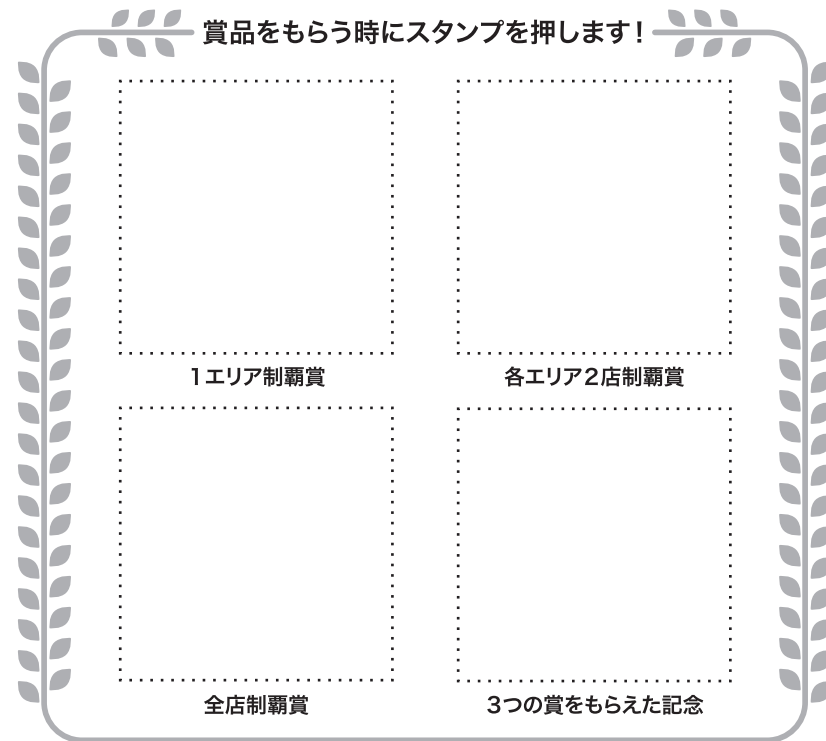 賞品をもらう時にスタンプを押します!
1エリア制覇賞
各エリア2店制覇賞
全店制覇賞
3つの賞をもらえた記念